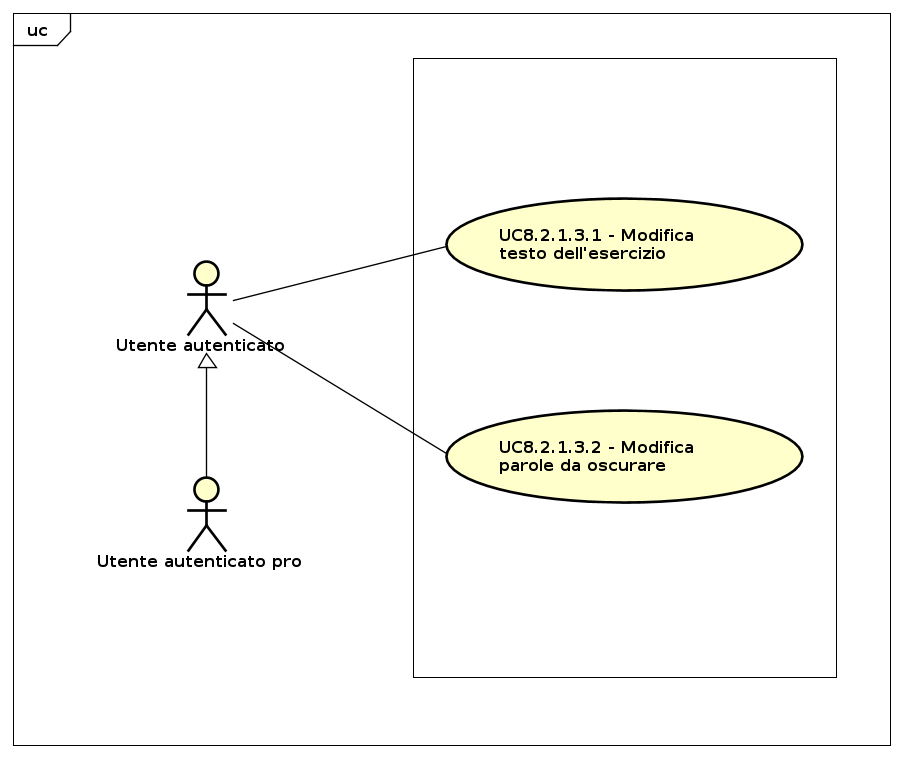 uc
UC8.2.1.3.1 - Modifica
testo dell'esercizio
Utente autenticato
UC8.2.1.3.2 - Modifica
parole da oscurare
Utente autenticato pro